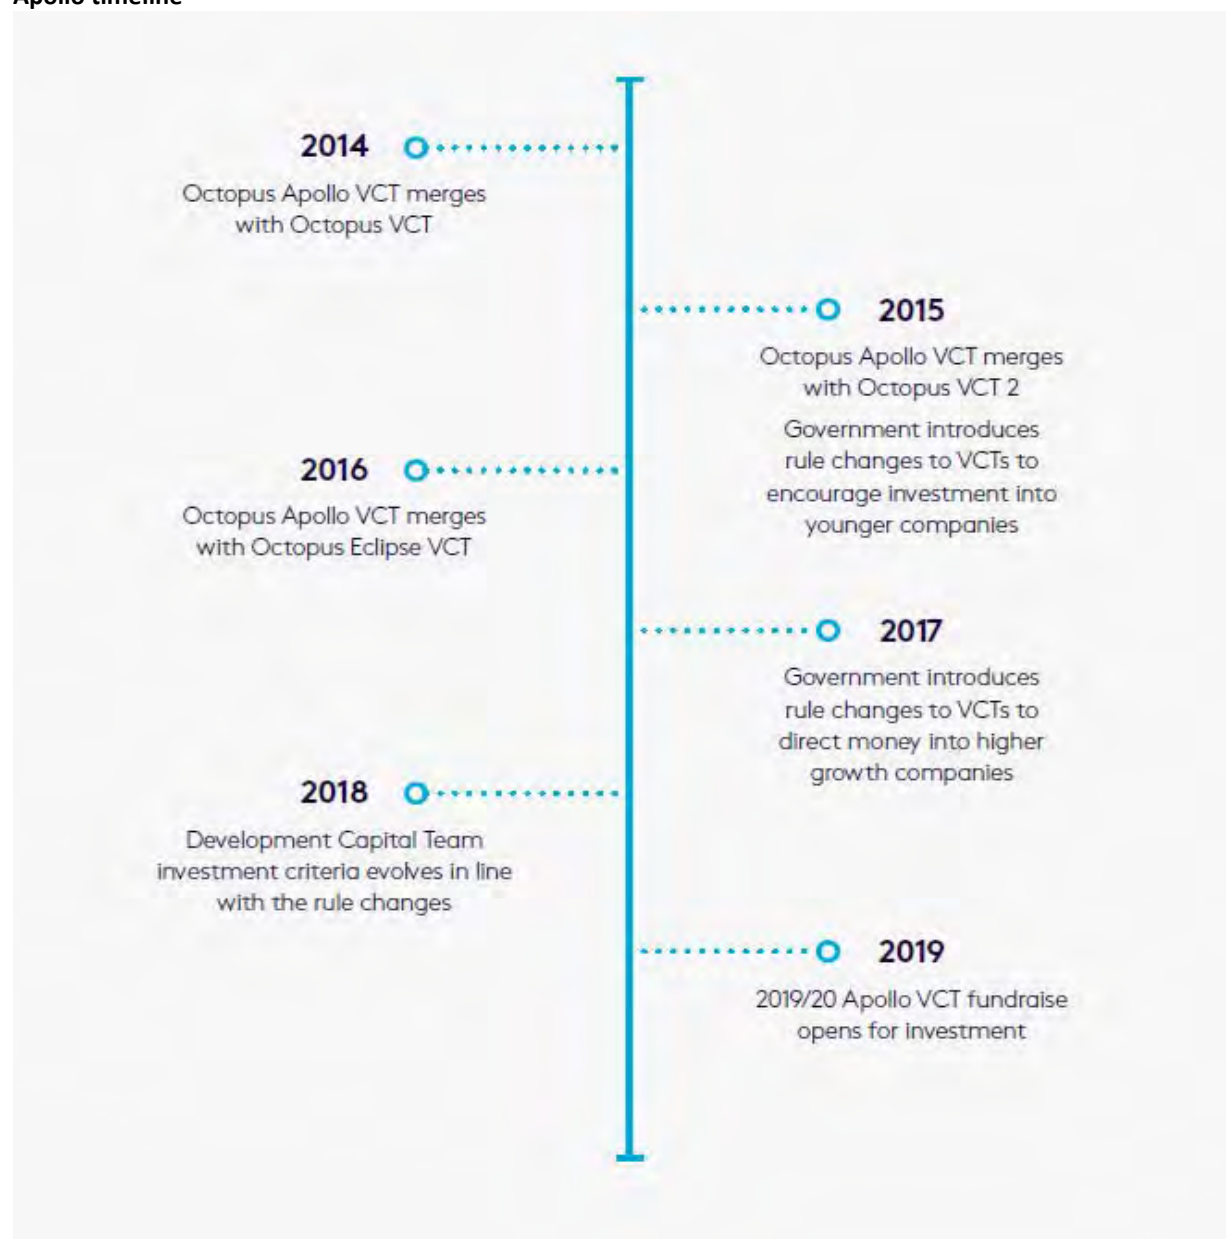 Apollo timeline
2014
Octopus Apollo VCT merges
with Octopus VCT
2015
Octopus Apollo VCT merges
with Octopus VCT 2
Government introduces
rule changes to VCTs to
encourage investment into
younger companies
2016
Octopus Apollo VCT merges
with Octopus Eclipse VCT
2017
Government introduces
rule changes to VCTs to
direct money into higher
growth companies
2018
Development Capital Team
investment criteria evolves in line
with the rule changes
2019
2019/20 Apollo VCT fundraise
opens for investment